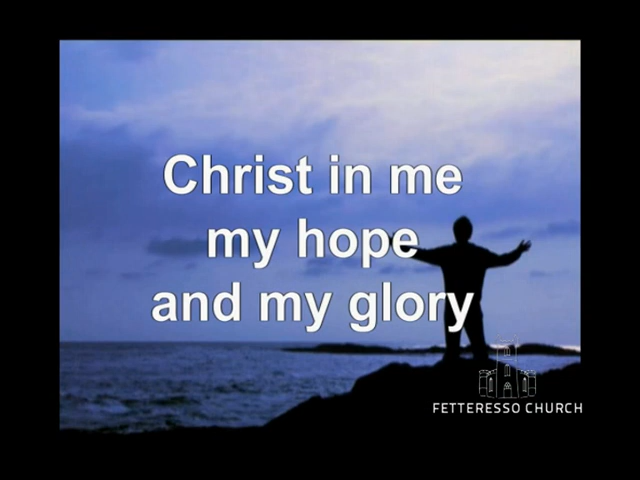 Christ in me
my hope
and my glory
FETTERESSO CHURCH